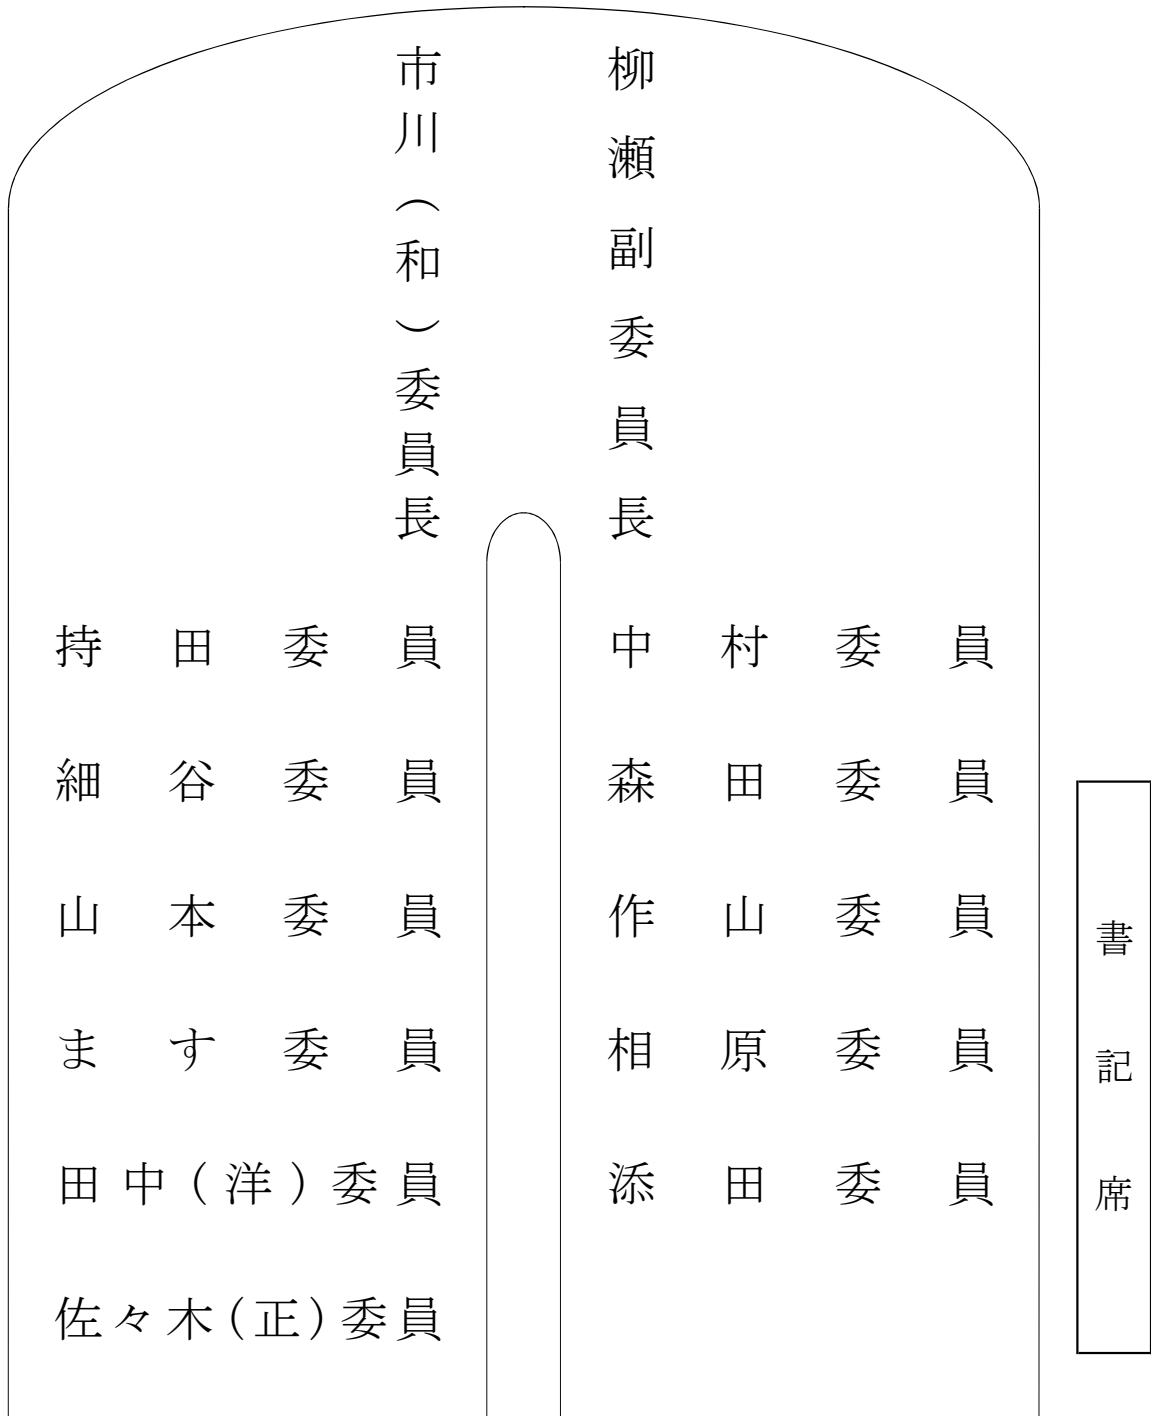 柳瀬副委員長
市川（和）委員長
持田委員
中村委員
細谷委員
森田委員
山本委員
作山委員
ます委員
相原委員
田中(洋)委員
添田委員
佐々木(正)委員
書記席